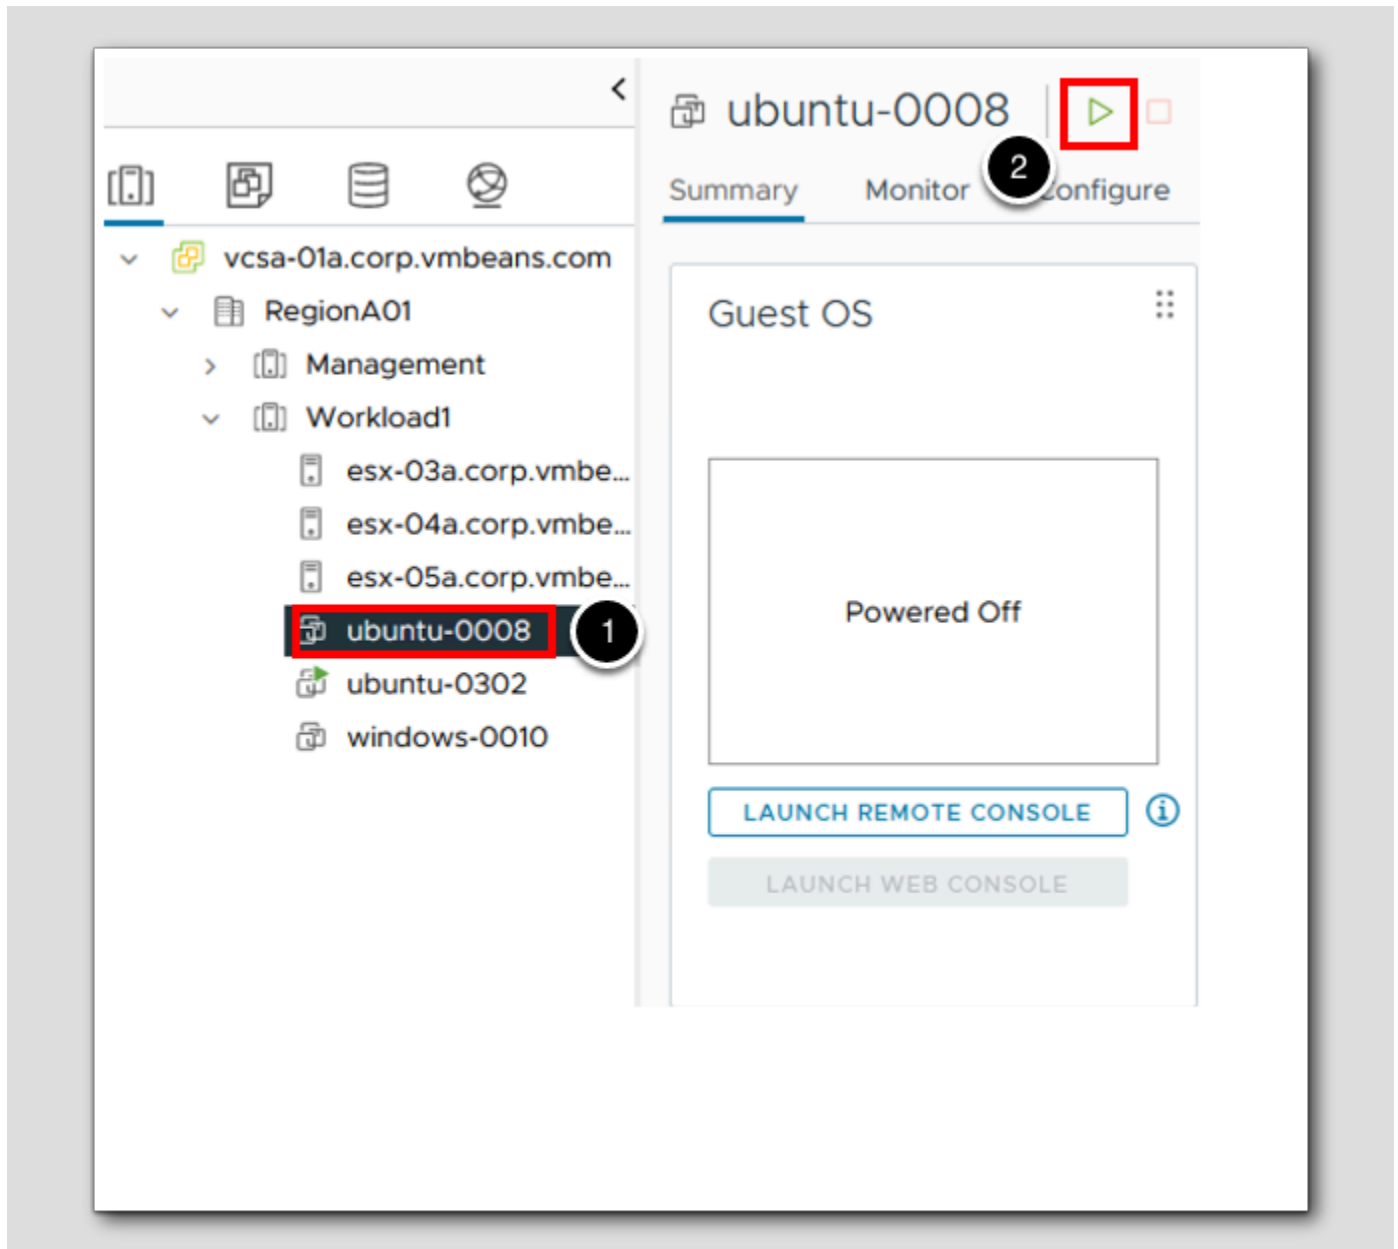 ubuntu-0008
2
Summary Monitor Configure
vcsa-01a.corp.vmbeans.com
RegionA01
Management
Workload1
esx-03a.corp.vmbe...
esx-04a.corp.vmbe...
esx-05a.corp.vmbe...
ubuntu-0008 1
ubuntu-0302
windows-0010
Guest OS
Powered Off
LAUNCH REMOTE CONSOLE
LAUNCH WEB CONSOLE